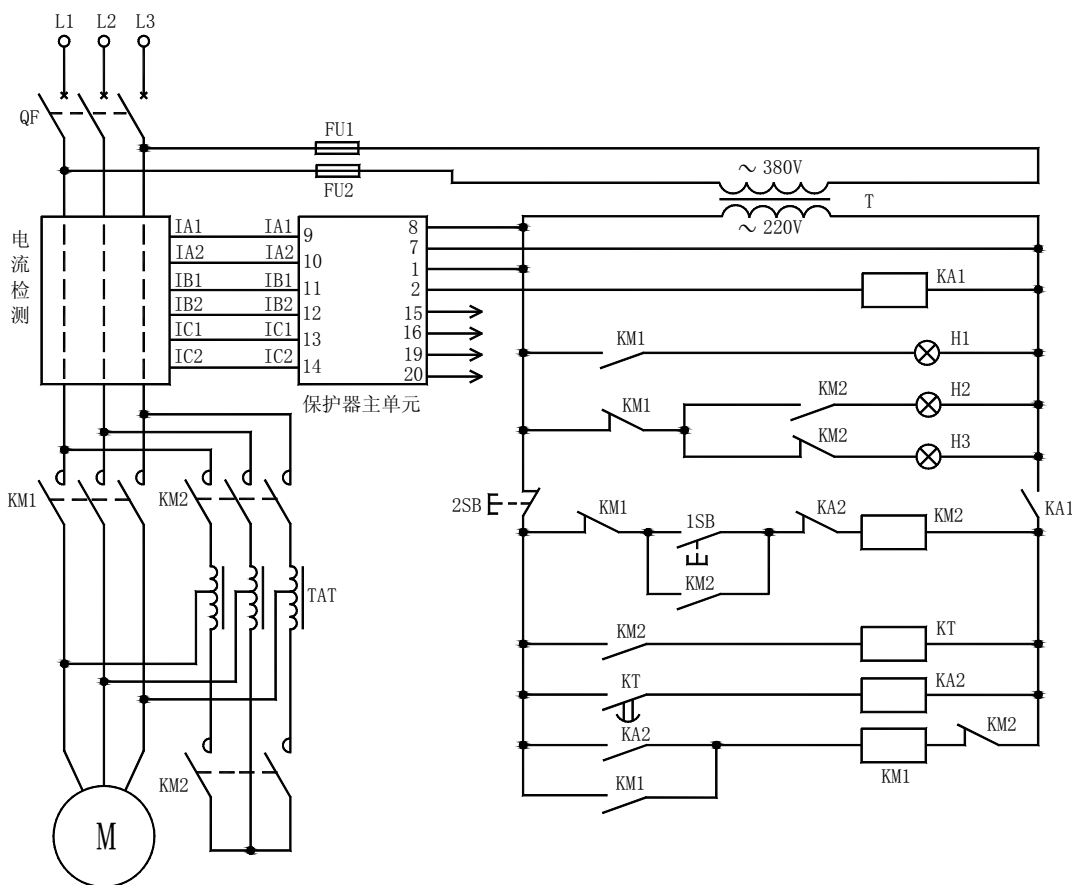 L1 L2 L3
QF
FU1
FU2
～380V
T
～220V
电流检测
IA1 IA1 9
IA2 IA2 10
IB1 IB1 11
IB2 IB2 12
IC1 IC1 13
IC2 IC2 14
8
7
1
2
15
16
19
20
保护器主单元
KA1
KM1 H1
KM1 KM2 H2
KM2 H3
KM1 KM2
2SB KM1 1SB KA2 KM2 KA1
KM2
TAT
KM2 KT
KT KA2
KA2 KM2
KM1
KM1
KM2
M